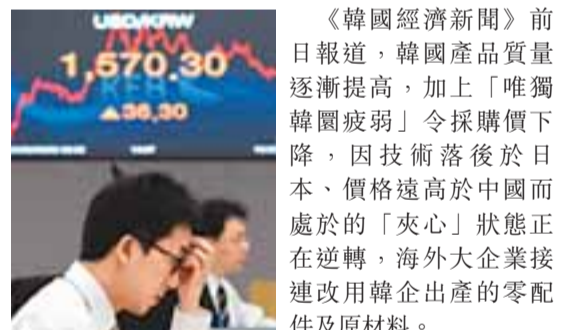 USD/KRW
1,570.30
▲36.30
《韓國經濟新聞》前
日報道，韓國產品質量
逐漸提高，加上「唯獨
韓圜疲弱」令採購價下
降，因技術落後於日
本、價格遠高於中國而
處於的「夾心」狀態正
在逆轉，海外大企業接
連改用韓企出產的零配
件及原材料。